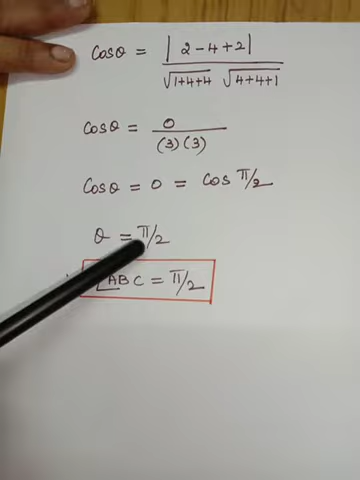 Cosθ = |2-4+2| / √1+4+4 √4+4+1
Cosθ = 0 / (3)(3)
Cosθ = 0 = Cos π/2
θ = π/2
∠ABC = π/2